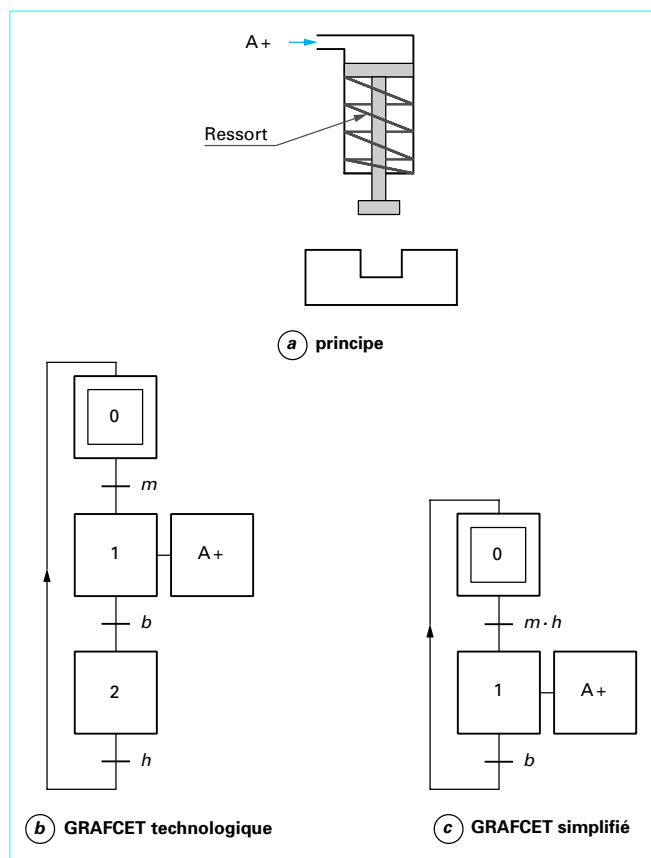 A+
Ressort
a principe
0
m
1
A+
b
2
h
b GRAFCET technologique
0
m · h
1
A+
b
c GRAFCET simplifié